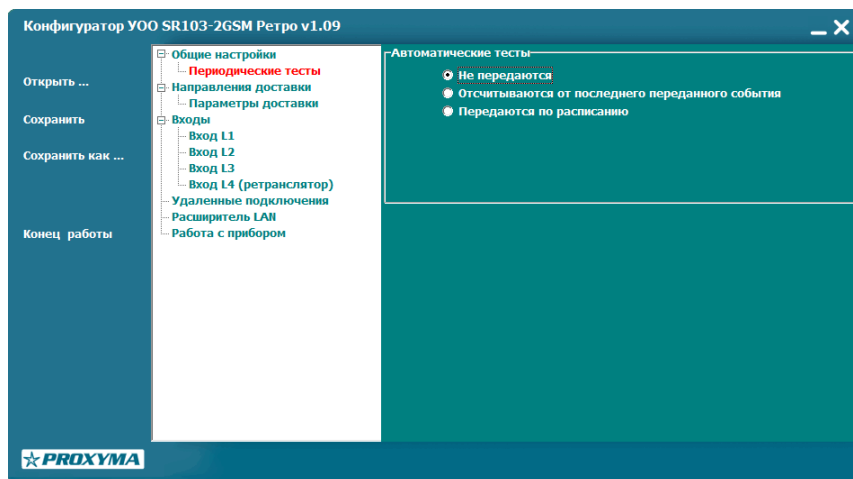 Конфигуратор УОО SR103-2GSM Ретро v1.09
Открыть ...
Сохранить
Сохранить как ...
Конец работы
Общие настройки
Периодические тесты
Направления доставки
Параметры доставки
Входы
Вход L1
Вход L2
Вход L3
Вход L4 (ретранслятор)
Удаленные подключения
Расширитель LAN
Работа с прибором
Автоматические тесты
Не передаются
Отсчитываются от последнего переданного события
Передаются по расписанию
PROXYMA